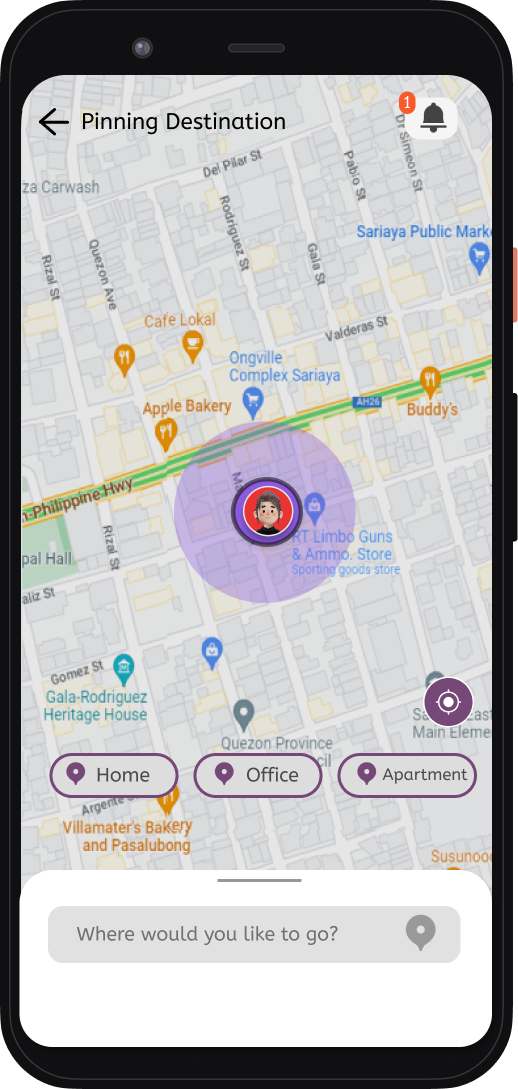 1
Pinning Destination
Dr Simeon St
Del Pilar St
Pablo St
za Carwash
Rodriguez St
Sariaya Public Marke
Quezon Ave
Gala St
Rizal St
Cafe Lokal
Valderas St
Ongville
Complex Sariaya
AH26
Apple Bakery
Buddy's
n-Philippine Hwy
RT Limbo Guns
& Ammo. Store
Sporting goods store
Rizal St
pal Hall
aliz St
Gomez St
Gala-Rodriguez
Heritage House
East
Main Eleme
Quezon Province
cil
Home
Office
Apartment
Argente St
Villamater's Bakery
and Pasalubong
Susunoo
Where would you like to go?